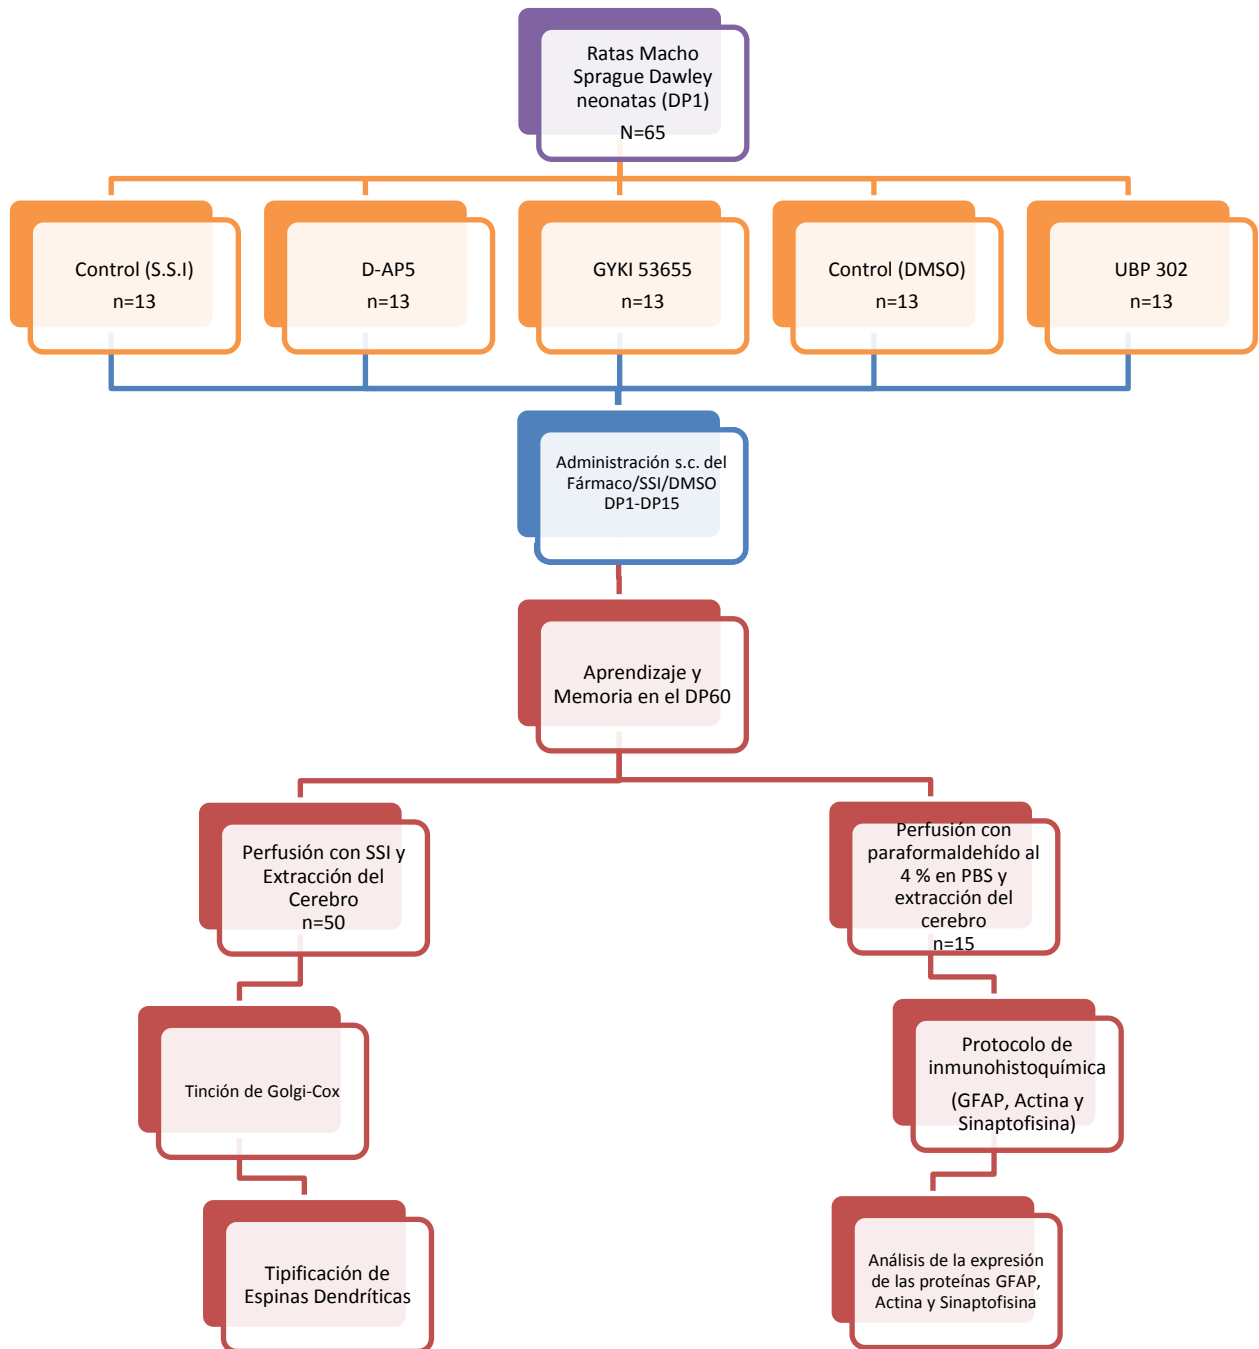 Ratas Macho
Sprague Dawley
neonatas (DP1)
N=65
Control (S.S.I)
n=13
D-AP5
n=13
GYKI 53655
n=13
Control (DMSO)
n=13
UBP 302
n=13
Administración s.c. del
Fármaco/SSI/DMSO
DP1-DP15
Aprendizaje y
Memoria en el DP60
Perfusión con SSI y
Extracción del
Cerebro
n=50
Perfusión con
paraformaldehído al
4 % en PBS y
extracción del
cerebro
n=15
Tinción de Golgi-Cox
Protocolo de
inmunohistoquímica
(GFAP, Actina y
Sinaptofisina)
Tipificación de
Espinas Dendríticas
Análisis de la expresión
de las proteínas GFAP,
Actina y Sinaptofisina